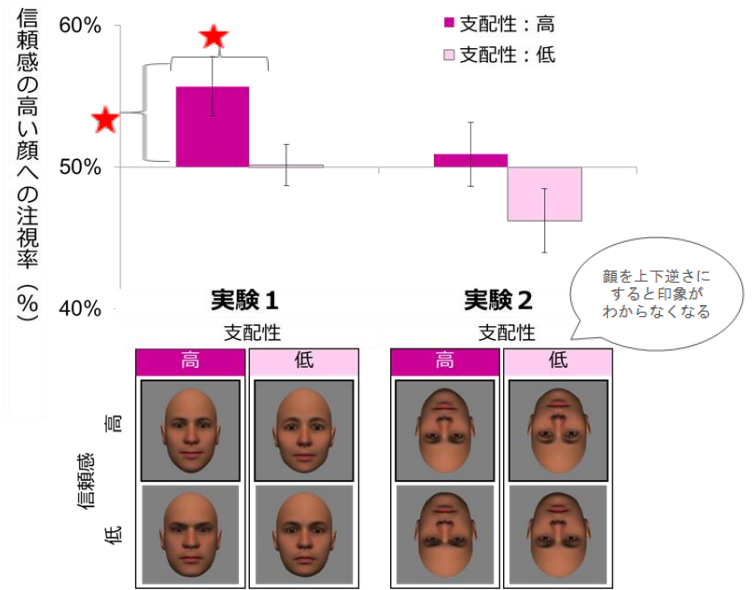 信頼感の高い顔への注視率（%）
60%
50%
40%
支配性：高
支配性：低
実験１
実験２
顔を上下逆さに
すると印象が
わからなくなる
支配性
高 低
支配性
高 低
信頼感
高
低